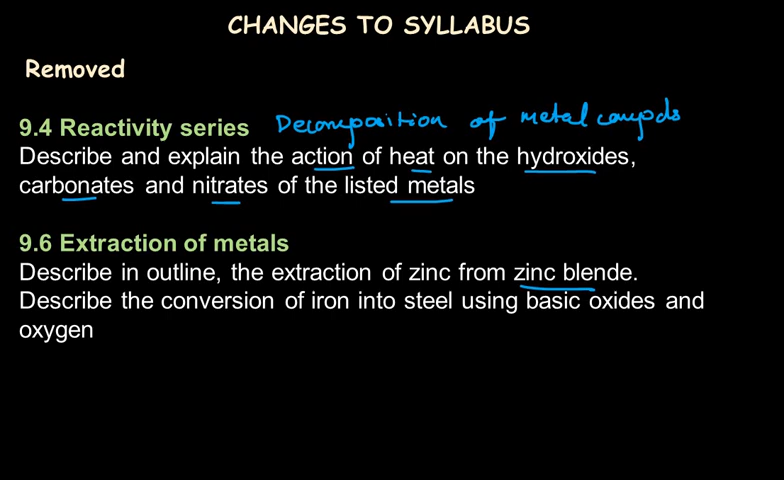 CHANGES TO SYLLABUS
Removed
9.4 Reactivity series Decomposition of metal compds
Describe and explain the action of heat on the hydroxides,
carbonates and nitrates of the listed metals
9.6 Extraction of metals
Describe in outline, the extraction of zinc from zinc blende.
Describe the conversion of iron into steel using basic oxides and
oxygen